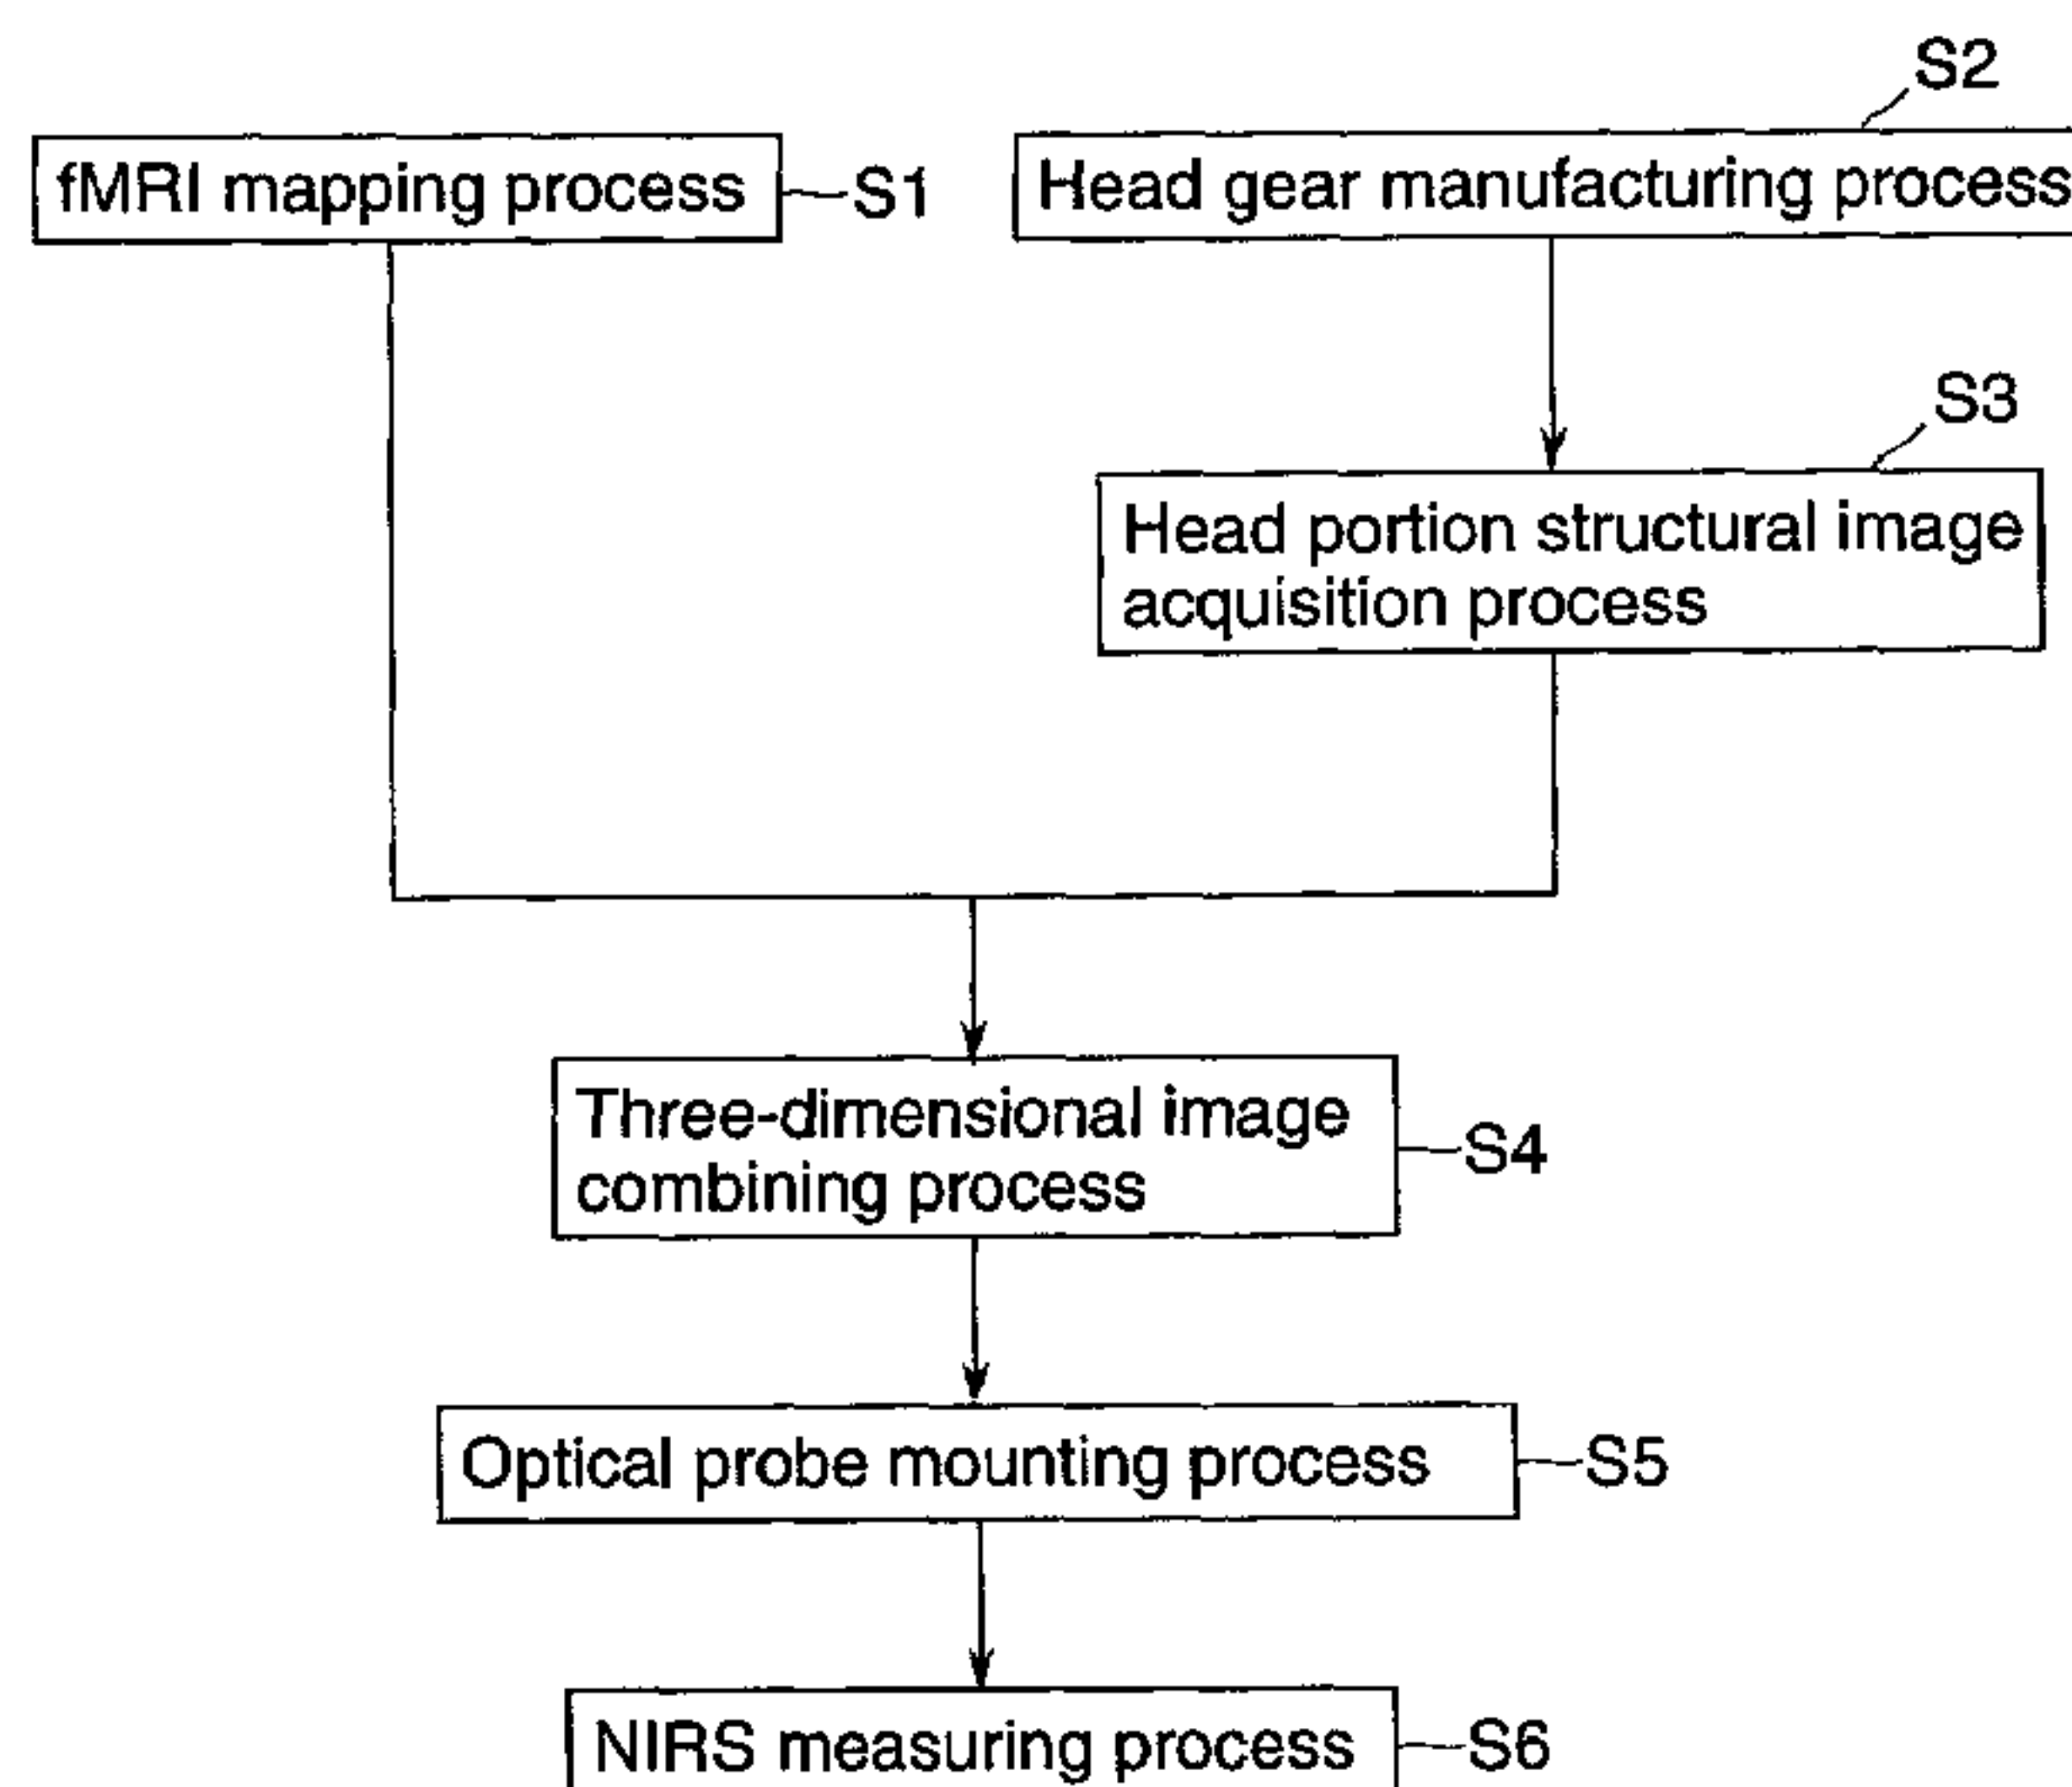 S2
fMRI mapping process
S1
Head gear manufacturing process
S3
Head portion structural image
acquisition process
Three-dimensional image
combining process
S4
Optical probe mounting process
S5
NIRS measuring process
S6